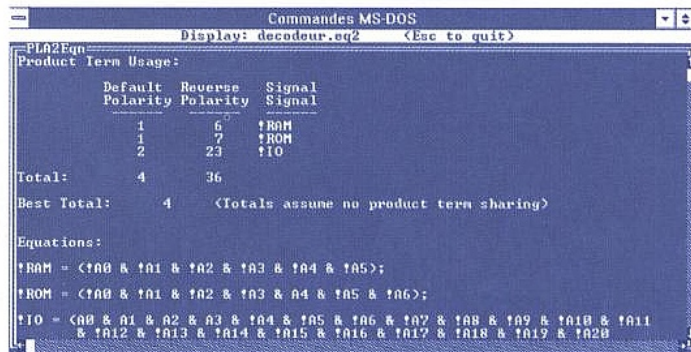 Commandes MS-DOS
Display: decodeur.eq2 (Esc to quit)
PLA2Eqn
Product Term Usage:
Default Reverse Signal
Polarity Polarity Signal
1 6 !RAM
1 7 !ROM
2 23 !IO
Total: 4 36
Best Total: 4 (Totals assume no product term sharing)
Equations:
!RAM = (!A0 & !A1 & !A2 & !A3 & !A4 & !A5);
!ROM = (!A0 & !A1 & !A2 & !A3 & A4 & !A5 & !A6);
!IO = (A0 & A1 & A2 & A3 & !A4 & !A5 & !A6 & !A7 & !A8 & !A9 & !A10 & !A11
& !A12 & !A13 & !A14 & !A15 & !A16 & !A17 & !A18 & !A19 & !A20